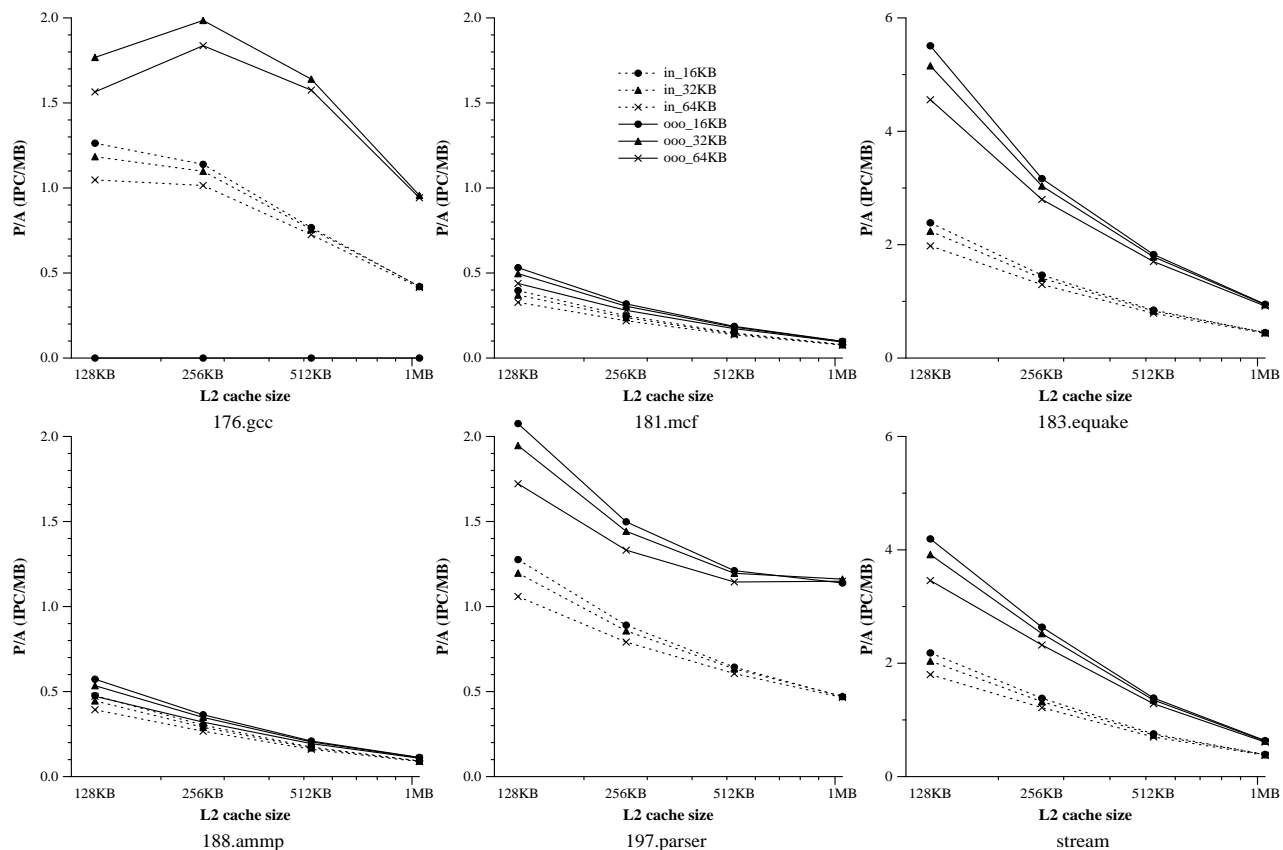 2.0
1.5
1.0
0.5
0.0
P/A (IPC/MB)
128KB 256KB 512KB 1MB
L2 cache size
176.gcc
2.0
1.5
1.0
0.5
0.0
P/A (IPC/MB)
in_16KB
in_32KB
in_64KB
ooo_16KB
ooo_32KB
ooo_64KB
128KB 256KB 512KB 1MB
L2 cache size
181.mcf
6
4
2
0
P/A (IPC/MB)
128KB 256KB 512KB 1MB
L2 cache size
183.equake
2.0
1.5
1.0
0.5
0.0
P/A (IPC/MB)
128KB 256KB 512KB 1MB
L2 cache size
188.ammp
2.0
1.5
1.0
0.5
0.0
P/A (IPC/MB)
128KB 256KB 512KB 1MB
L2 cache size
197.parser
6
4
2
0
P/A (IPC/MB)
128KB 256KB 512KB 1MB
L2 cache size
stream